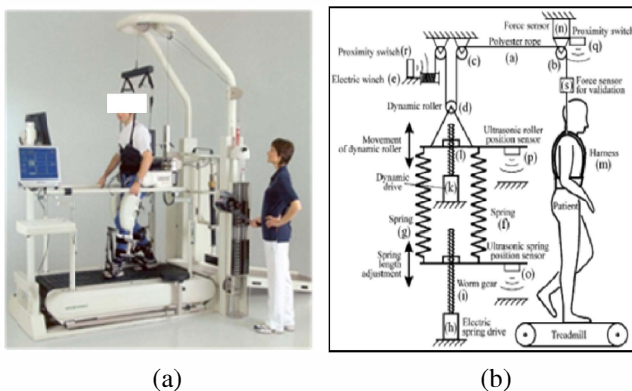 Force sensor
(n)
Proximity switch
(q)
Polyester rope
(a)
(b)
(c)
Proximity switch(r)
Electric winch (e)
(s)
Force sensor
for validation
Dynamic roller
(d)
Movement
of dynamic roller
(l)
Ultrasonic roller
position sensor
(p)
Harness
(m)
Dynamic
drive
(k)
Spring
(g)
Spring
(f)
Patient
Spring
length
adjustment
Ultrasonic spring
position sensor
(o)
Worm gear
(i)
(h)
Electric
spring drive
Treadmill
(a)
(b)